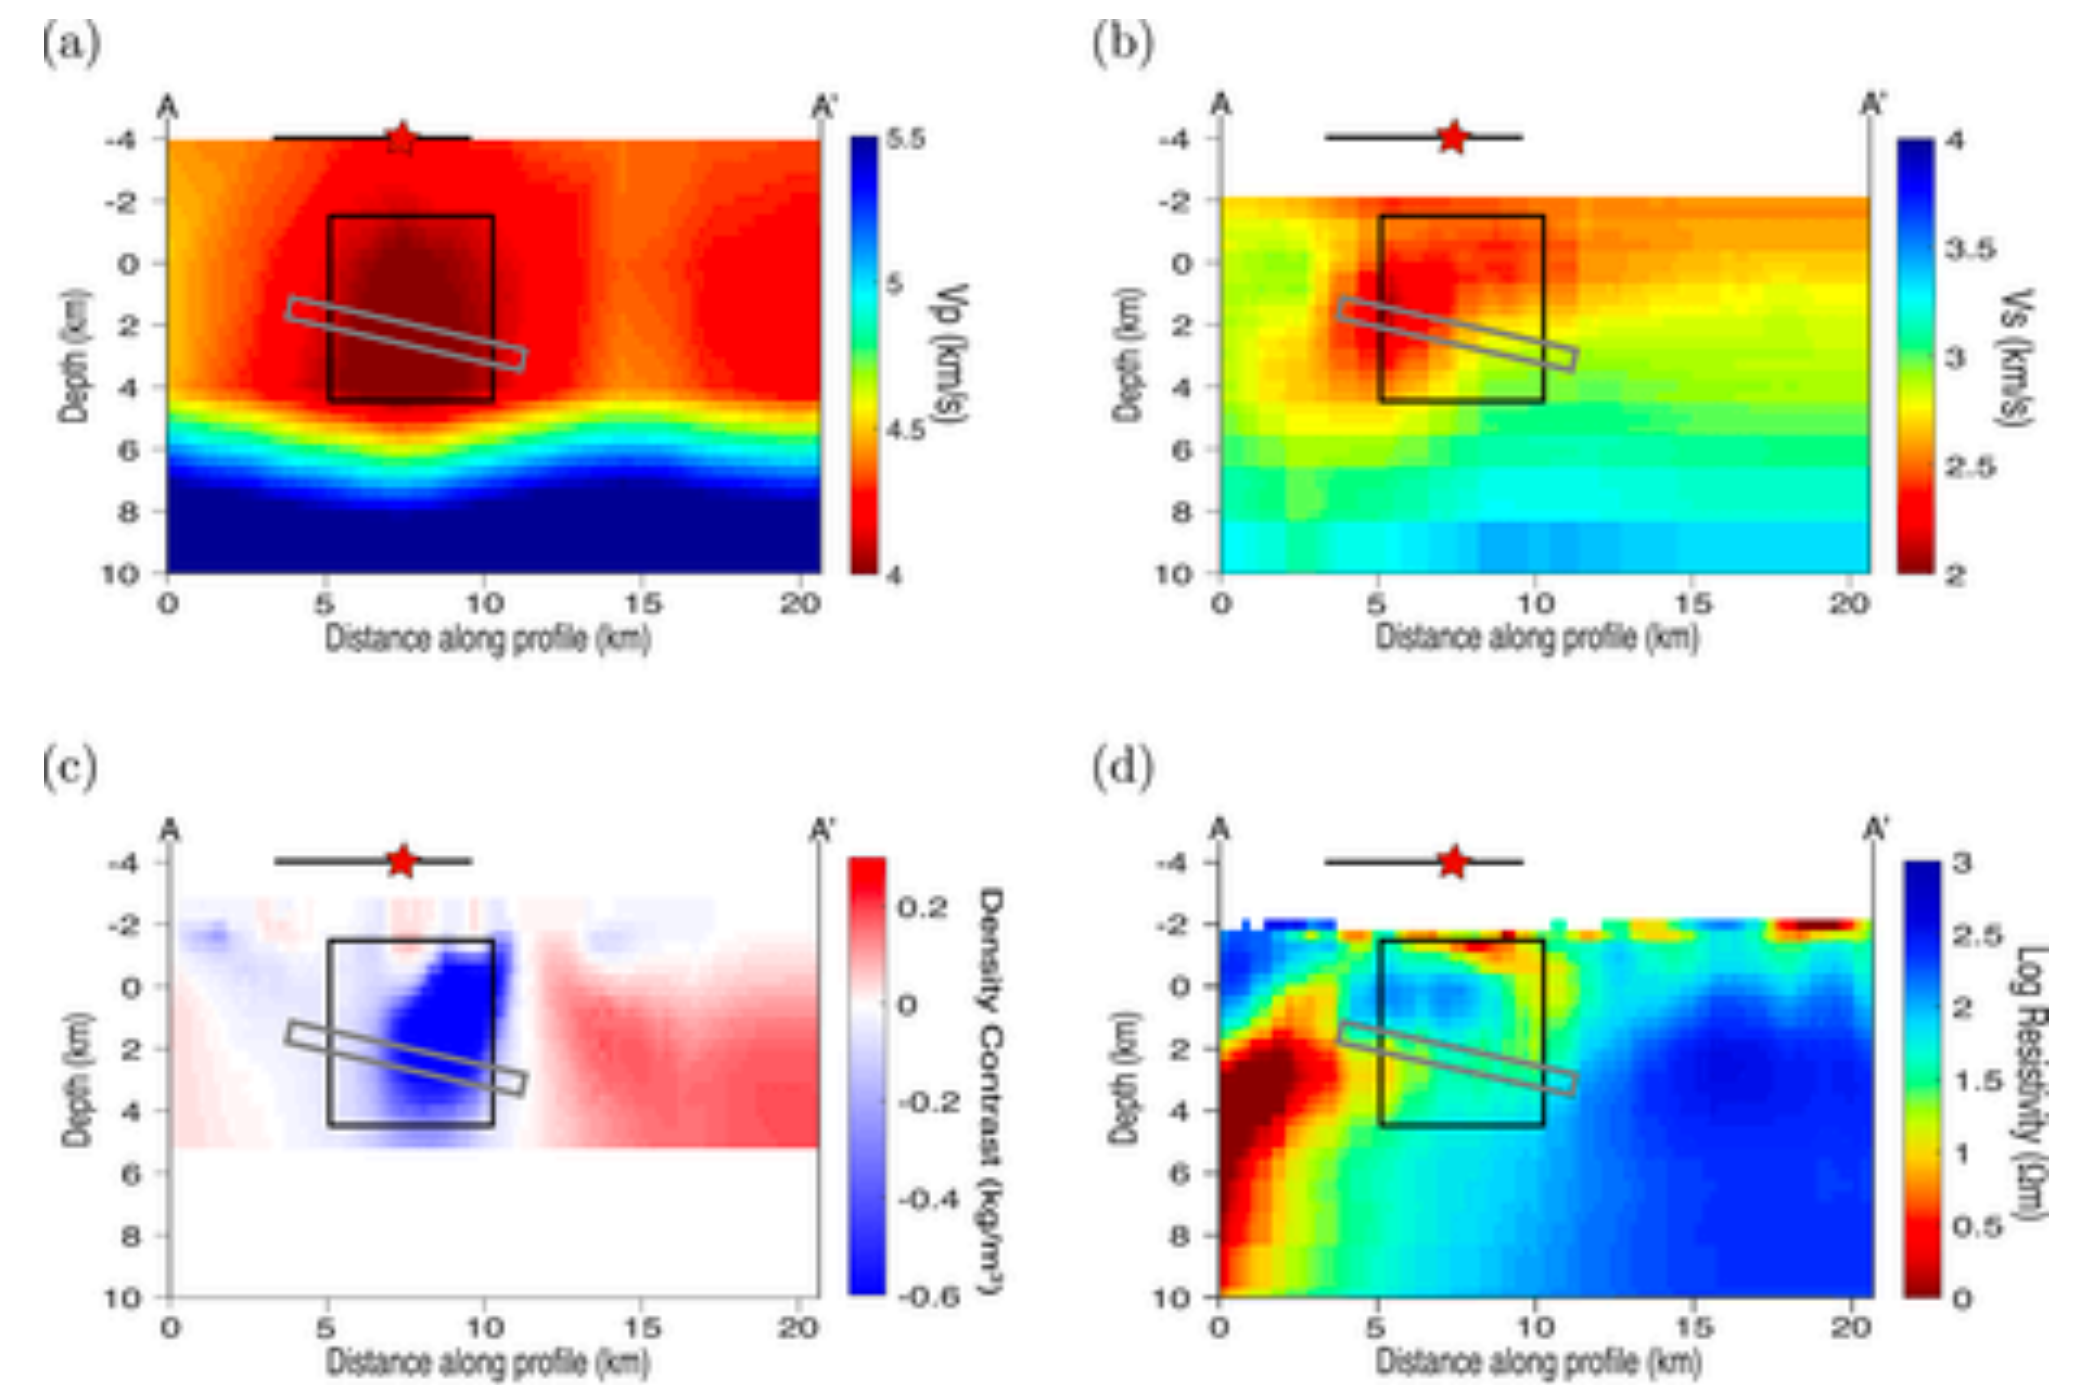 (a)
A A'
-4
-2
0
2
4
6
8
10
Depth (km)
0 5 10 15 20
Distance along profile (km)
5.5
5
4.5
4
Vp (km/s)
(b)
A A'
-4
-2
0
2
4
6
8
10
Depth (km)
0 5 10 15 20
Distance along profile (km)
4
3.5
3
2.5
2
Vs (km/s)
(c)
A A'
-4
-2
0
2
4
6
8
10
Depth (km)
0 5 10 15 20
Distance along profile (km)
0.2
0
-0.2
-0.4
-0.6
Density Contrast (kg/m³)
(d)
A A'
-4
-2
0
2
4
6
8
10
Depth (km)
0 5 10 15 20
Distance along profile (km)
3
2.5
2
1.5
1
0.5
0
Log Resistivity (Ωm)